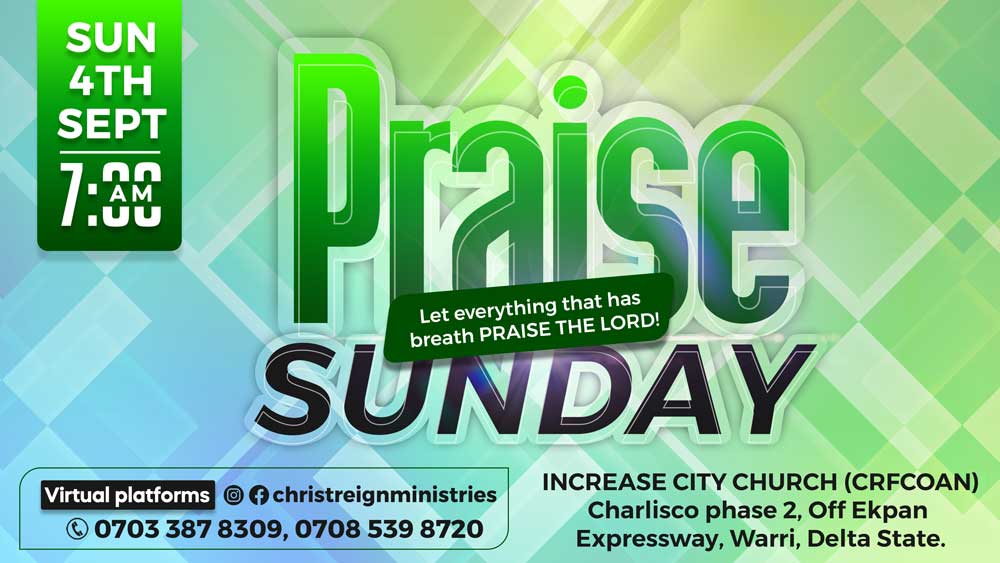 SUN
4TH
SEPT
7:00
AM
Praise
Let everything that has
breath PRAISE THE LORD!
SUNDAY
Virtual platforms christreignministries
0703 387 8309, 0708 539 8720
INCREASE CITY CHURCH (CRFCOAN)
Charlisco phase 2, Off Ekpan
Expressway, Warri, Delta State.